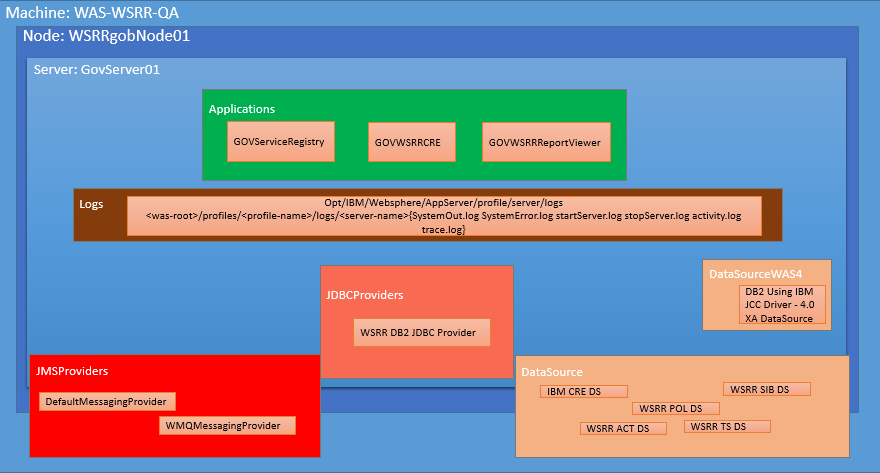 Machine: WAS-WSRR-QA
Node: WSRRgobNode01
Server: GovServer01
Applications
GOVServiceRegistry
GOVWSRRCRE
GOVWSRRReportViewer
Logs
Opt/IBM/Websphere/AppServer/profile/server/logs
<was-root>/profiles/<profile-name>/logs/<server-name>{SystemOut.log SystemError.log startServer.log stopServer.log activity.log
trace.log}
DataSourceWAS4
DB2 Using IBM
JCC Driver - 4.0
XA DataSource
JDBCProviders
WSRR DB2 JDBC Provider
JMSProviders
DefaultMessagingProvider
WMQMessagingProvider
DataSource
IBM CRE DS
WSRR SIB DS
WSRR POL DS
WSRR ACT DS
WSRR TS DS